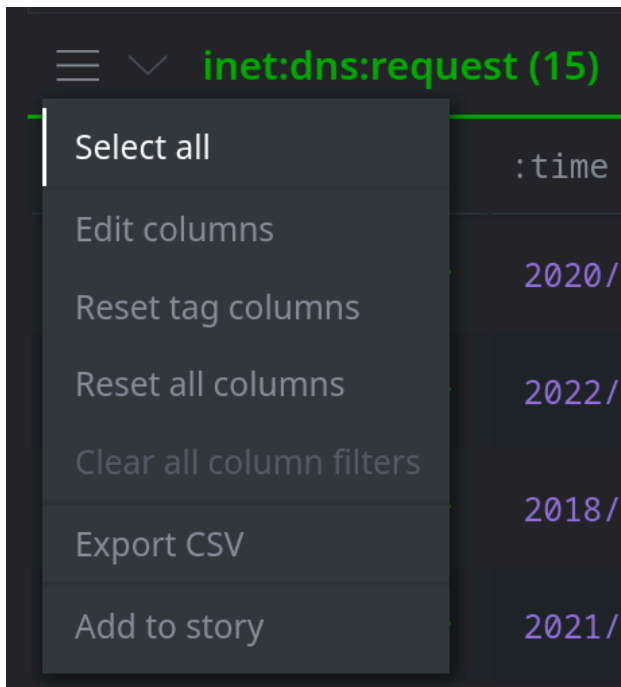 inet:dns:request (15)
Select all
:time
Edit columns
2020/
Reset tag columns
Reset all columns
2022/
Clear all column filters
2018/
Export CSV
Add to story
2021/